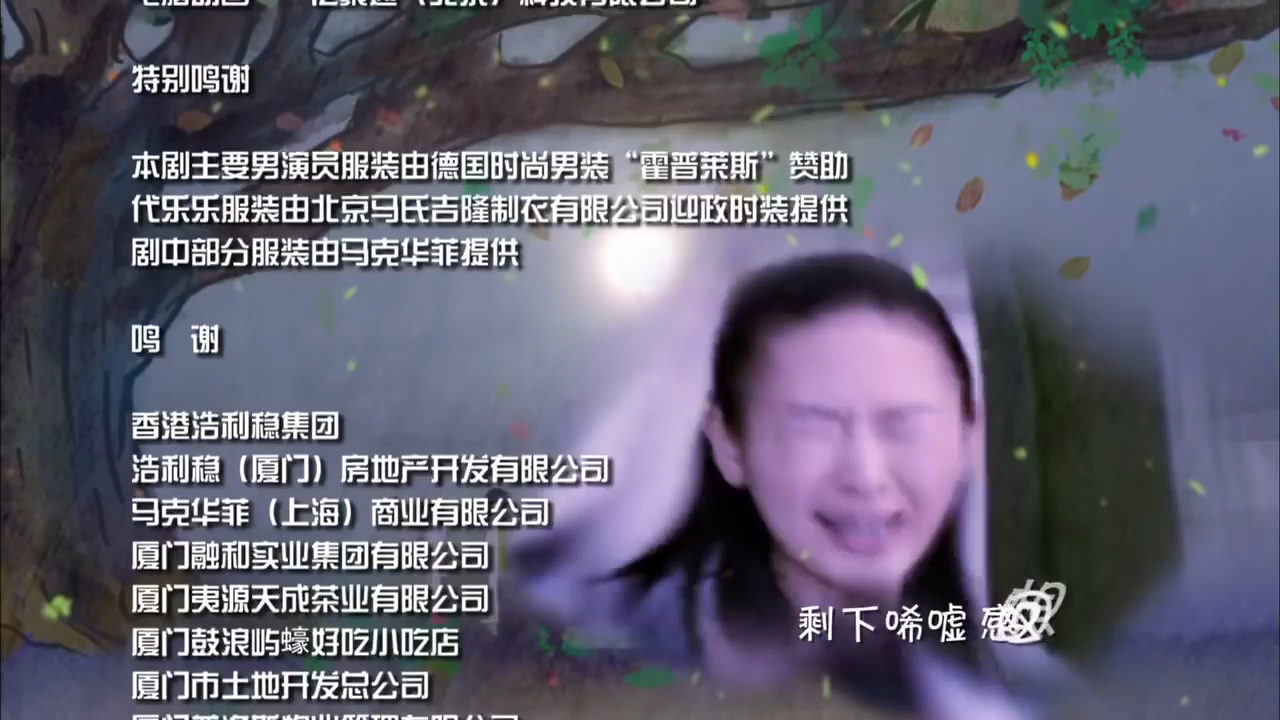 特别鸣谢
本剧主要男演员服装由德国时尚男装“霍普莱斯”赞助
代乐乐服装由北京马氏吉隆制衣有限公司迎政时装提供
剧中部分服装由马克华菲提供
鸣 谢
香港浩利稳集团
浩利稳（厦门）房地产开发有限公司
马克华菲（上海）商业有限公司
厦门融和实业集团有限公司
厦门夷源天成茶业有限公司
厦门鼓浪屿蠔好吃小吃店
剩下唏嘘感
厦门市土地开发总公司